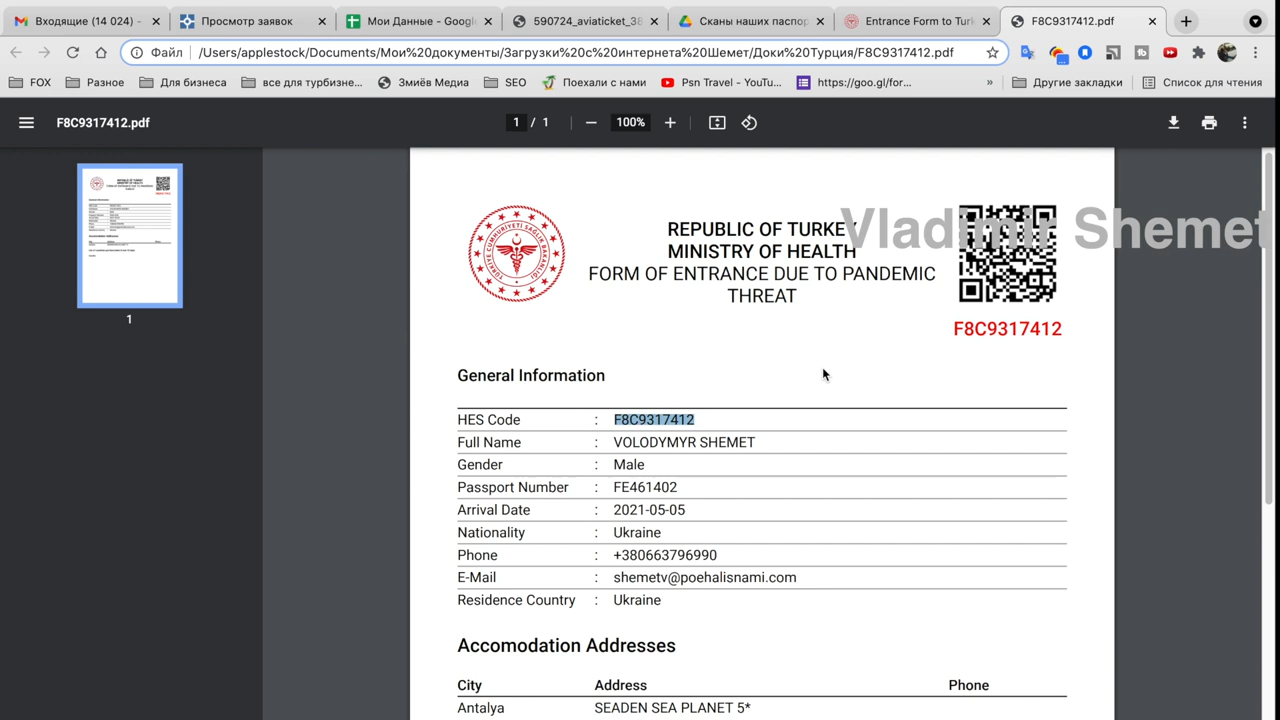 Входящие (14 024) -
Просмотр заявок
Мои Данные - Google
590724_aviaticket_38
Сканы наших паспор
Entrance Form to Turk
F8C9317412.pdf
Файл
/Users/applestock/Documents/Мои%20документы/Загрузки%20с%20интернета%20Шемет/Доки%20Турция/F8C9317412.pdf
FOX
Разное
Для бизнеса
все для турбизне...
Змиёв Медиа
SEO
Поехали с нами
Psn Travel - YouTu...
https://goo.gl/for...
»
Другие закладки
Список для чтения
F8C9317412.pdf
1 / 1
100%
1
REPUBLIC OF TURKE
MINISTRY OF HEALTH
FORM OF ENTRANCE DUE TO PANDEMIC
THREAT
Vladimir Shemet
F8C9317412
General Information
HES Code : F8C9317412
Full Name : VOLODYMYR SHEMET
Gender : Male
Passport Number : FE461402
Arrival Date : 2021-05-05
Nationality : Ukraine
Phone : +380663796990
E-Mail : shemetv@poehalisnami.com
Residence Country : Ukraine
Accomodation Addresses
City Address Phone
Antalya SEADEN SEA PLANET 5*